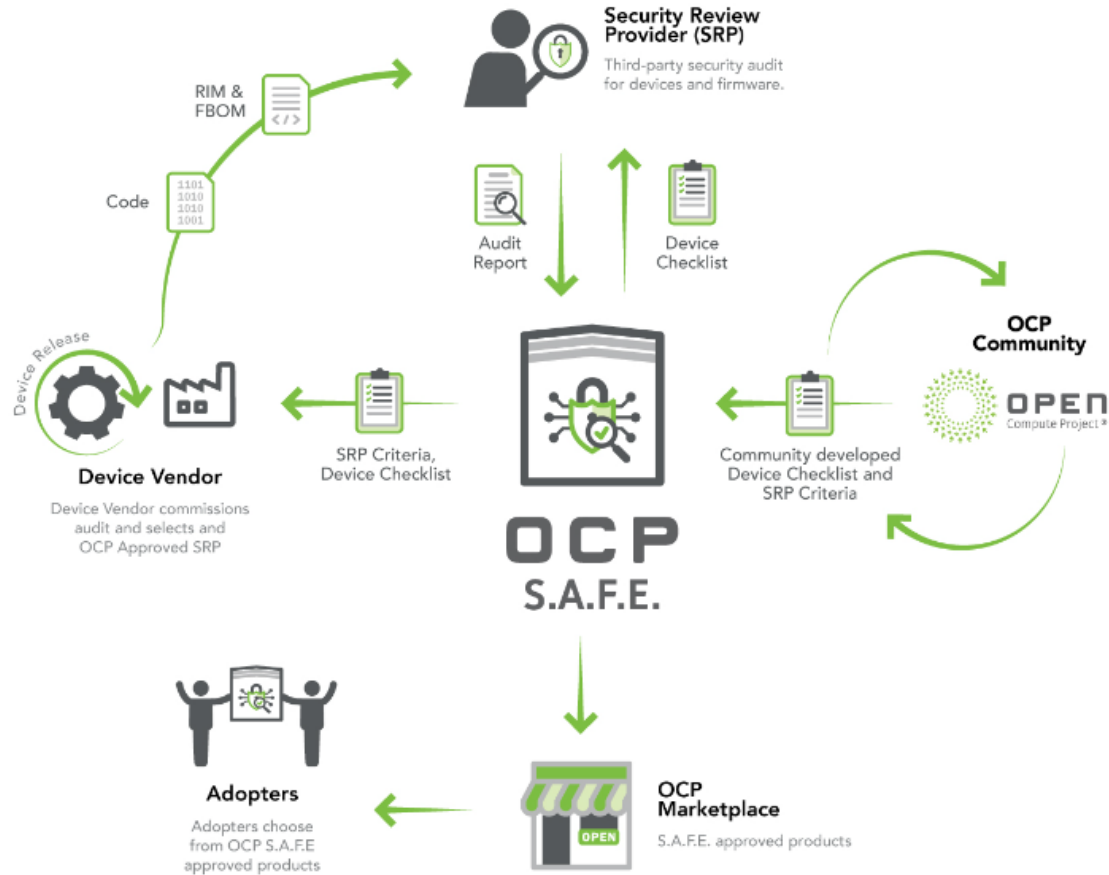 Security Review
Provider (SRP)
Third-party security audit
for devices and firmware.
RIM &
FBOM
</>
Code
1101
1010
1010
1001
Audit
Report
Device
Checklist
OCP
Community
OPEN
Compute Project®
Device Release
SRP Criteria,
Device Checklist
Community developed
Device Checklist and
SRP Criteria
Device Vendor
Device Vendor commissions
audit and selects and
OCP Approved SRP
OCP
S.A.F.E.
Adopters
Adopters choose
from OCP S.A.F.E
approved products
OPEN
OCP
Marketplace
S.A.F.E. approved products